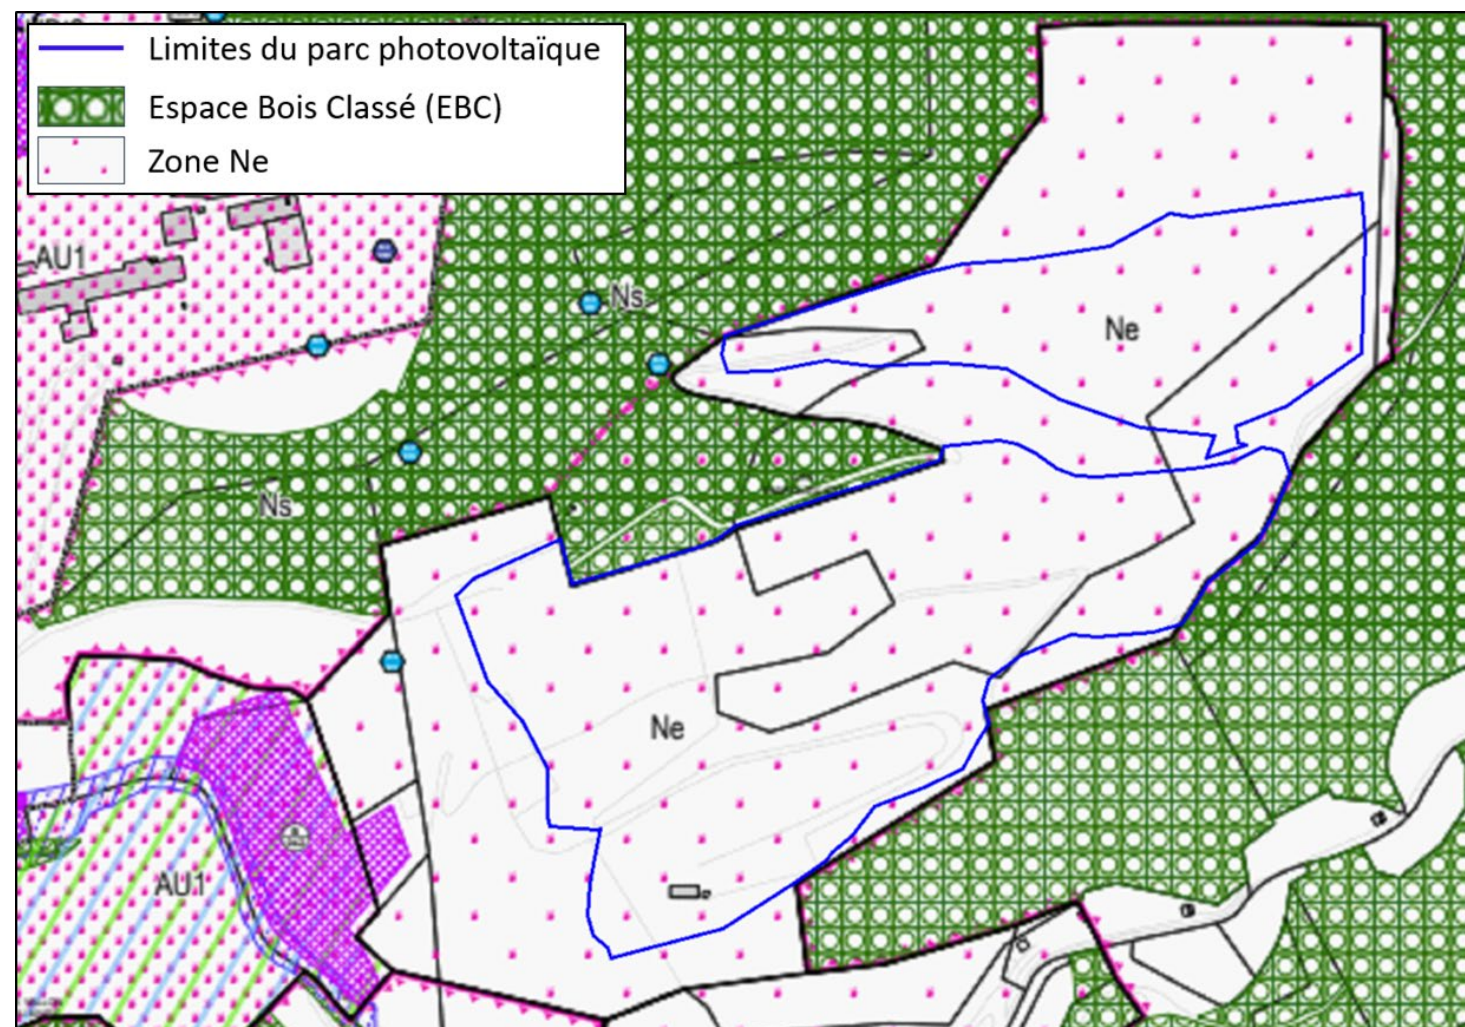 Limites du parc photovoltaïque
Espace Bois Classé (EBC)
Zone Ne
AU1
Ns
Ne
Ns
Ne
AU1